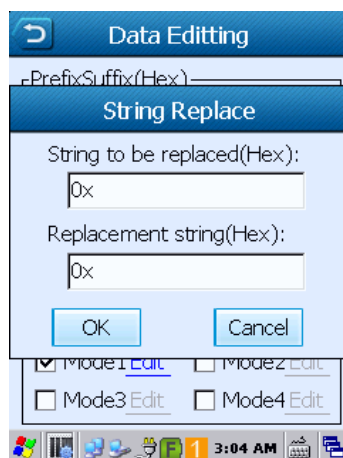 Data Editting
PrefixSuffix(Hex)
String Replace
String to be replaced(Hex):
0x
Replacement string(Hex):
0x
OK Cancel
Mode1 Edit Mode2 Edit
Mode3 Edit Mode4 Edit
F 1 3:04 AM